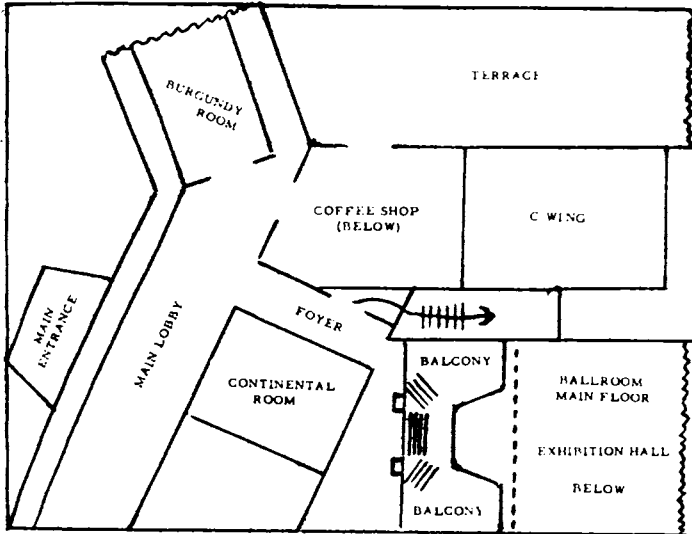 TERRACE
BURGUNDY
ROOM
COFFEE SHOP
(BELOW)
C WING
MAIN
ENTRANCE
MAIN LOBBY
FOYER
CONTINENTAL
ROOM
BALCONY
BALLROOM
MAIN FLOOR
EXHIBITION HALL
BELOW
BALCONY